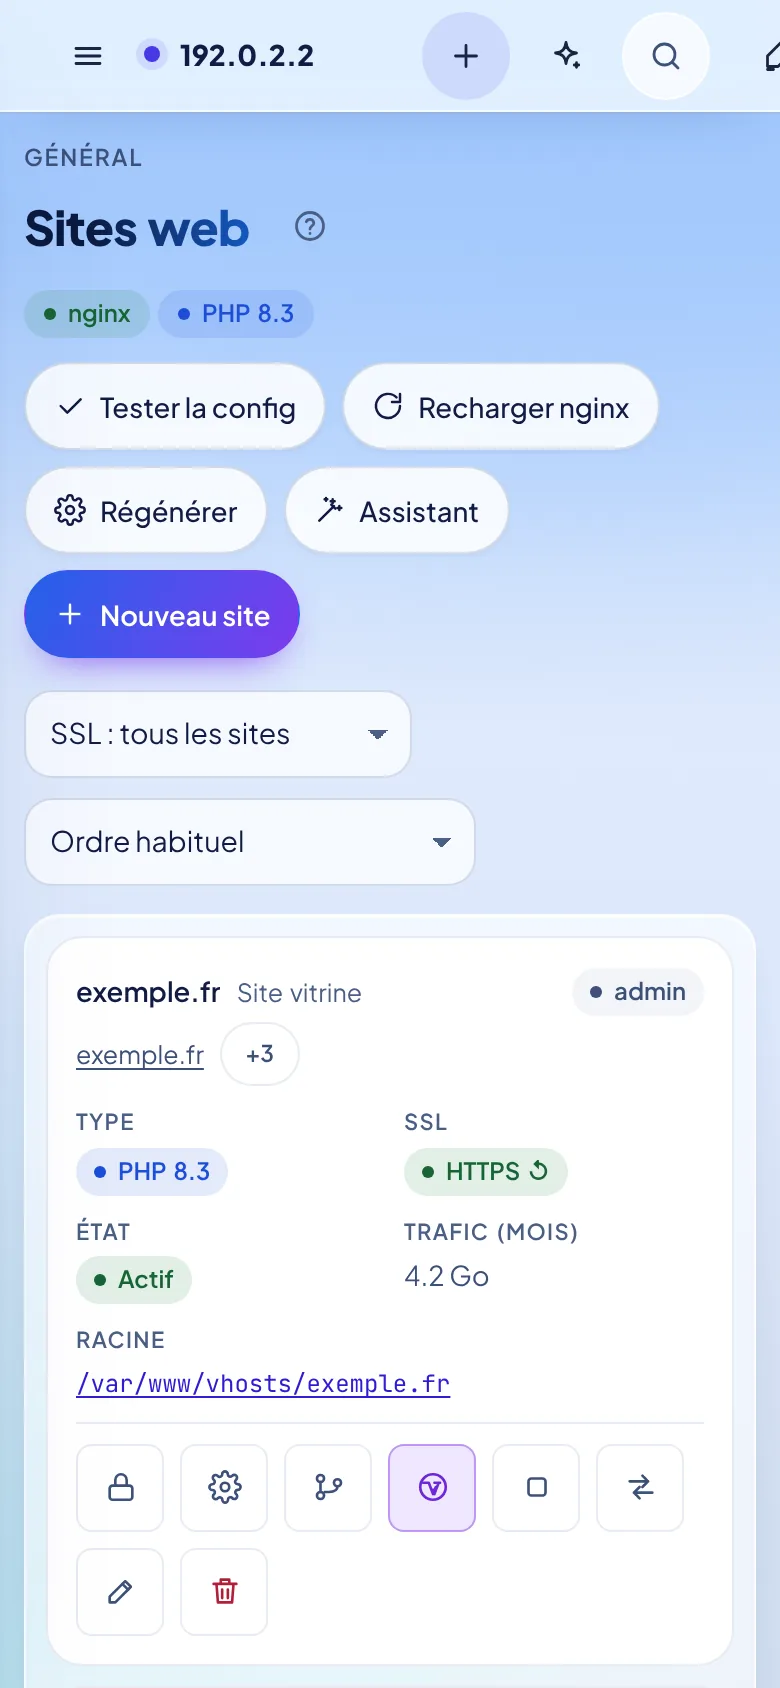 192.0.2.2
GÉNÉRAL
Sites web
nginx
PHP 8.3
Tester la config
Recharger nginx
Régénérer
Assistant
Nouveau site
SSL : tous les sites
Ordre habituel
exemple.fr Site vitrine
admin
exemple.fr
+3
TYPE
SSL
PHP 8.3
HTTPS
ÉTAT
TRAFIC (MOIS)
Actif
4.2 Go
RACINE
/var/www/vhosts/exemple.fr